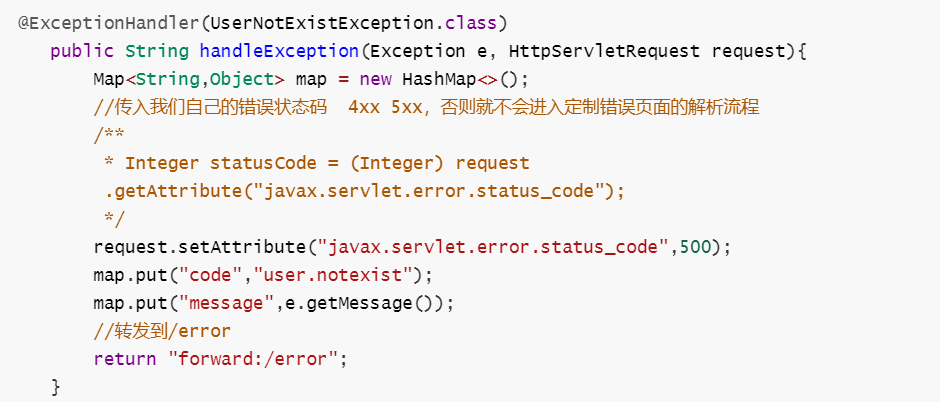 @ExceptionHandler(UserNotExistException.class)
public String handleException(Exception e, HttpServletRequest request){
Map<String,Object> map = new HashMap<>();
//传入我们自己的错误状态码  4xx 5xx，否则就不会进入定制错误页面的解析流程
/**
* Integer statusCode = (Integer) request
.getAttribute("javax.servlet.error.status_code");
*/
request.setAttribute("javax.servlet.error.status_code",500);
map.put("code","user.notexist");
map.put("message",e.getMessage());
//转发到/error
return "forward:/error";
}